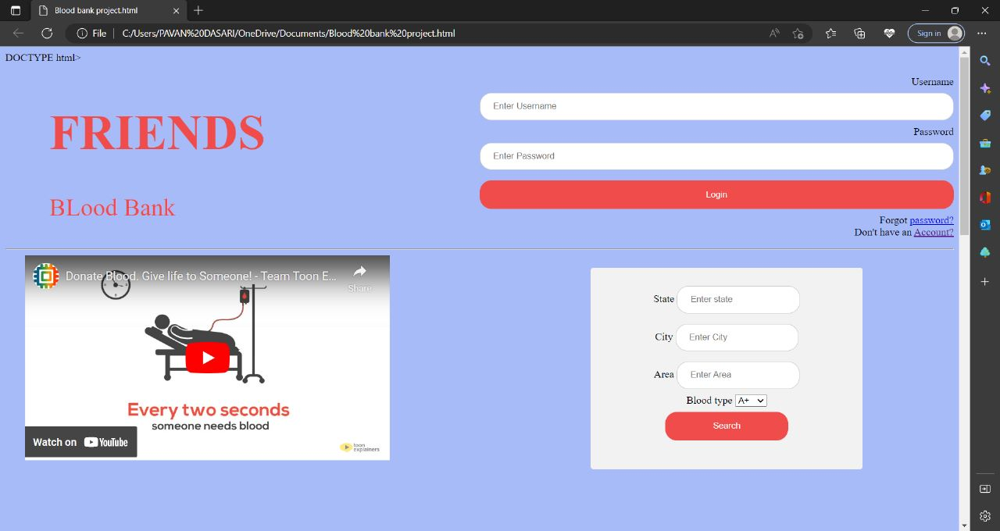 Blood bank project.html
File
C:/Users/PAVAN%20DASARI/OneDrive/Documents/Blood%20bank%20project.html
Sign in
DOCTYPE html>
Username
Enter Username
FRIENDS
Password
Enter Password
Login
BLood Bank
Forgot password?
Don't have an Account?
Donate Blood. Give life to Someone! - Team Toon E...
Share
Every two seconds
someone needs blood
Watch on YouTube
toon
explainers
State Enter state
City Enter City
Area Enter Area
Blood type A+
Search